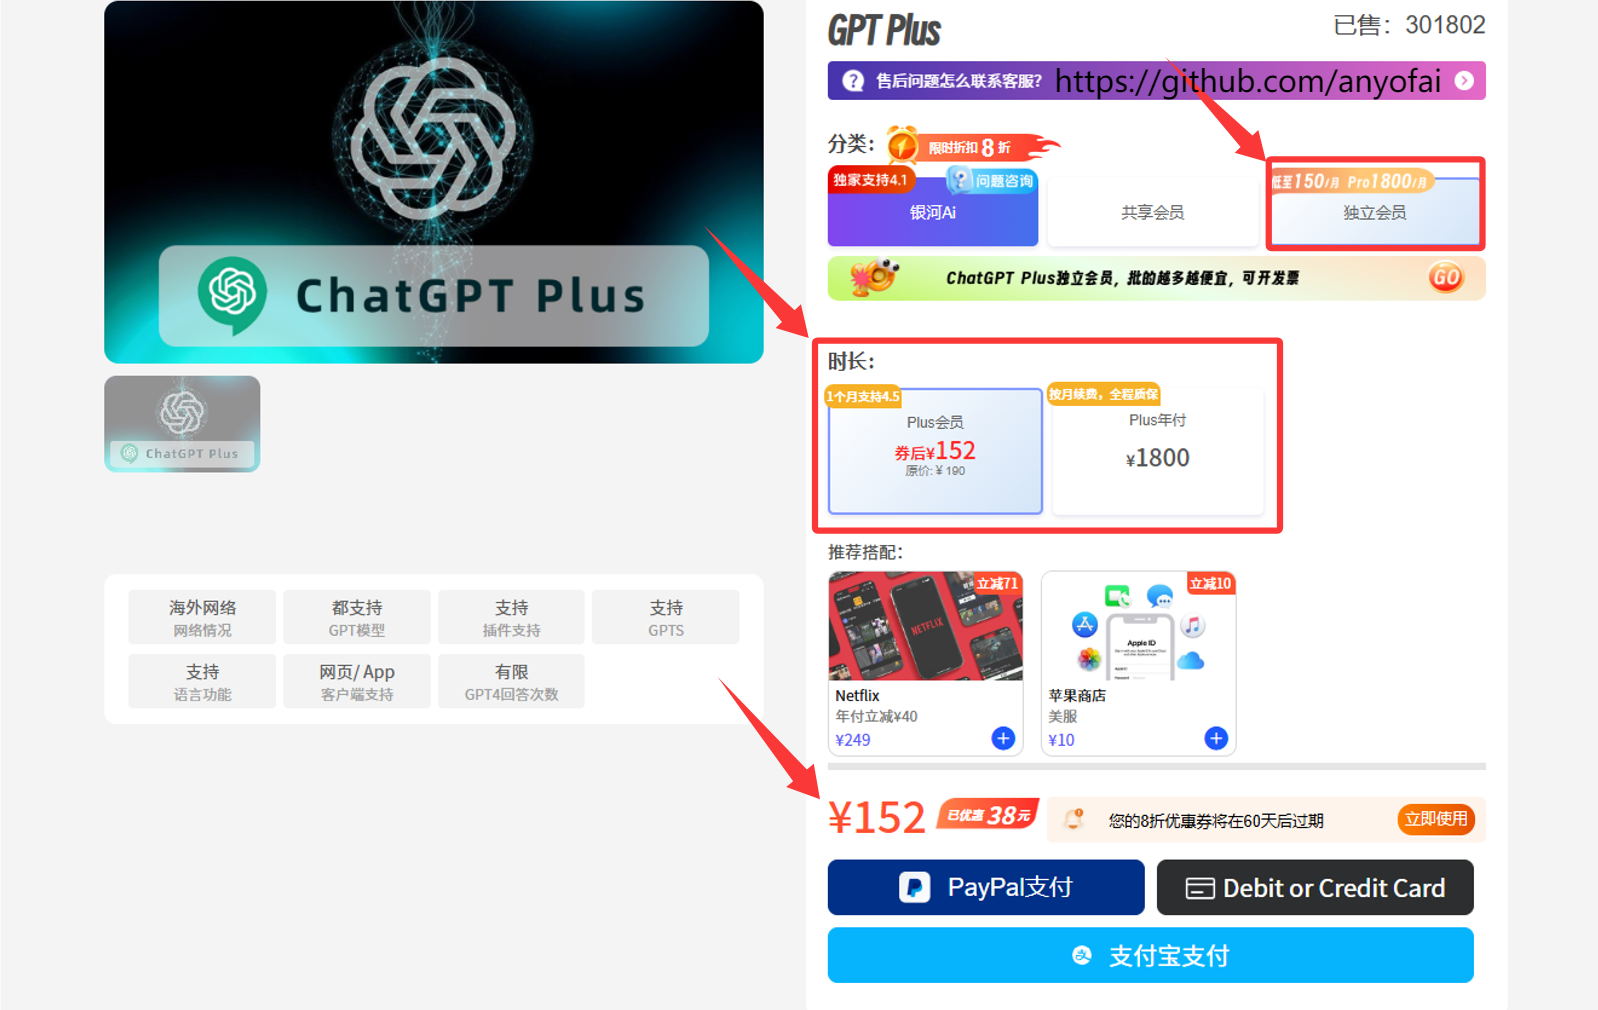 ChatGPT Plus
ChatGPT Plus
海外网络
网络情况
都支持
GPT模型
支持
插件支持
支持
GPTS
支持
语言功能
网页/ App
客户端支持
有限
GPT4回答次数
GPT Plus
已售：301802
售后问题怎么联系客服？
https://github.com/anyofai
分类：
限时折扣 8 折
独家支持4.1
问题咨询
银河Ai
共享会员
低至150/月 Pro1800/月
独立会员
ChatGPT Plus独立会员，批的越多越便宜，可开发票
GO
时长：
1个月支持4.5
Plus会员
券后¥152
原价:¥ 190
按月续费，全程质保
Plus年付
¥1800
推荐搭配：
立减71
NETFLIX
Netflix
年付立减¥40
¥249
立减10
Apple ID
苹果商店
美服
¥10
¥152
已优惠 38元
您的8折优惠券将在60天后过期
立即使用
PayPal支付
Debit or Credit Card
支付宝支付